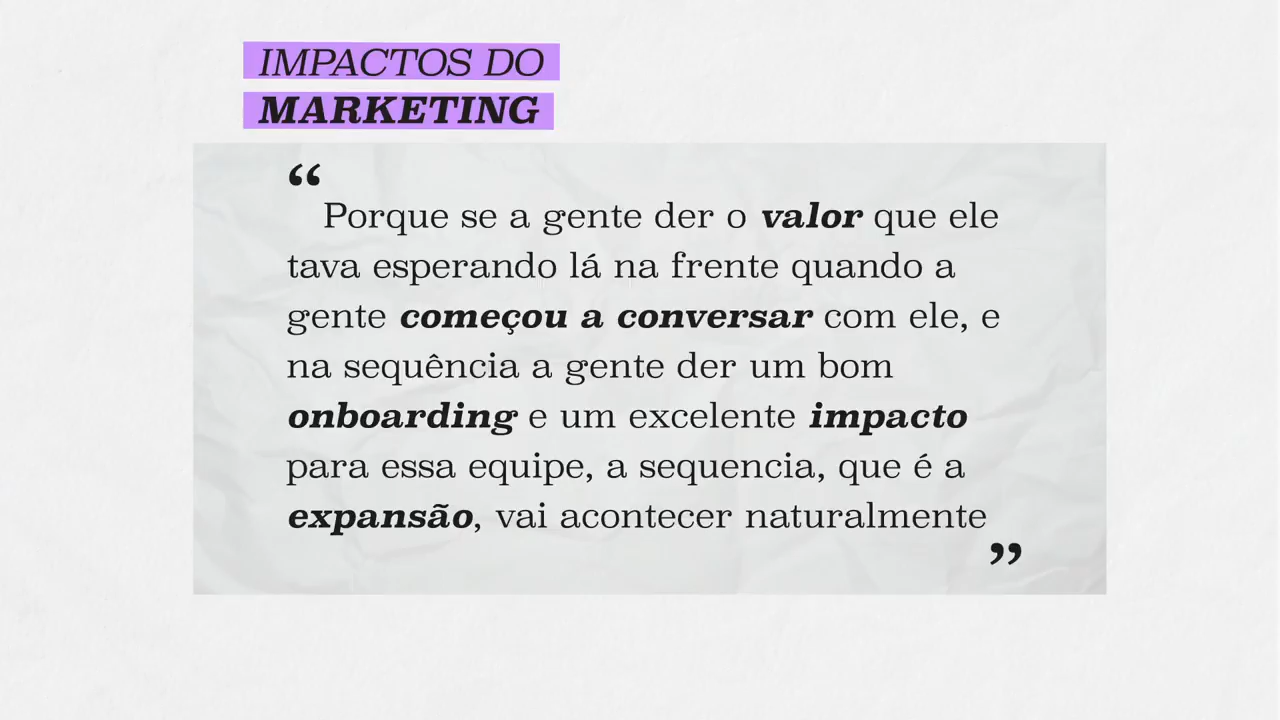 IMPACTOS DO
MARKETING
“
Porque se a gente der o valor que ele
tava esperando lá na frente quando a
gente começou a conversar com ele, e
na sequência a gente der um bom
onboarding e um excelente impacto
para essa equipe, a sequencia, que é a
expansão, vai acontecer naturalmente
”